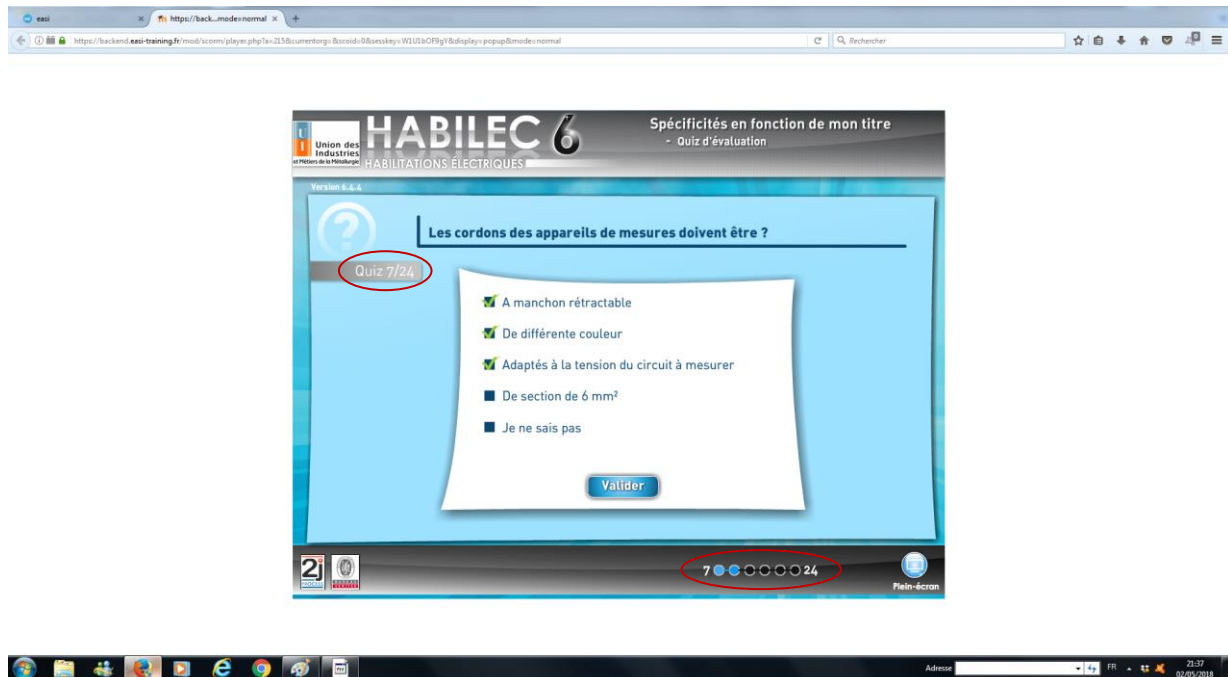 easi
https://back...mode=normal
https://backend.easi-training.fr/mod/scorm/player.php?a=215&currentorg=&scoid=0&sesskey=W1U1bOF9gY&display=popup&mode=normal
Rechercher
Union des
Industries
et Métiers de la Métallurgie
HABILEC 6
HABILITATIONS ÉLECTRIQUES
Spécificités en fonction de mon titre
- Quiz d'évaluation
Version 6.4.4
?
Les cordons des appareils de mesures doivent être ?
Quiz 7/24
A manchon rétractable
De différente couleur
Adaptés à la tension du circuit à mesurer
De section de 6 mm²
Je ne sais pas
Valider
2j
PROCESS
BUREAU
VERITAS
7 24
Plein-écran
Adresse
FR
21:37
02/05/2018